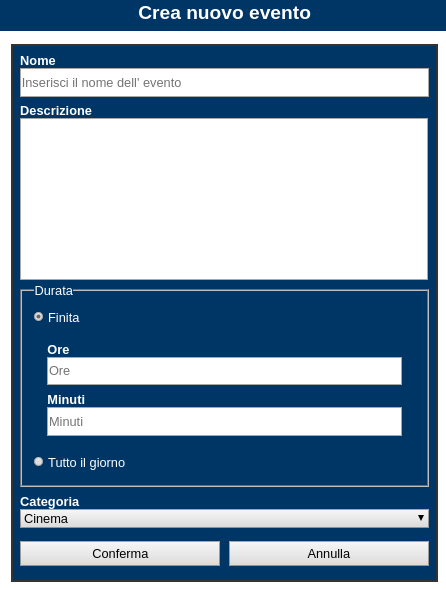 Crea nuovo evento
Nome
Inserisci il nome dell' evento
Descrizione
Durata
Finita
Ore
Ore
Minuti
Minuti
Tutto il giorno
Categoria
Cinema
Conferma Annulla